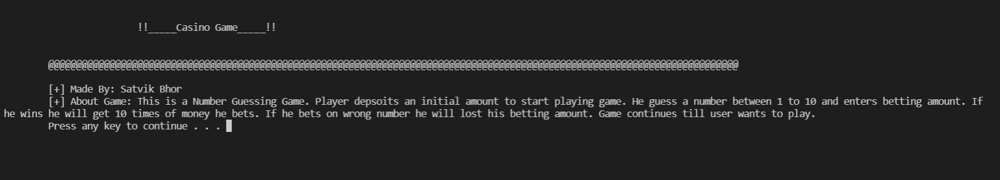 !!_____Casino Game_____!!
@@@@@@@@@@@@@@@@@@@@@@@@@@@@@@@@@@@@@@@@@@@@@@@@@@@@@@@@@@@@@@@@@@@@@@@@@@@@@@@@@@@@@@@@@@@@@@@@@@@@@@@@@@@@@@@@@@@@@@@@@@@@
[+] Made By: Satvik Bhor
[+] About Game: This is a Number Guessing Game. Player depsoits an initial amount to start playing game. He guess a number between 1 to 10 and enters betting amount. If
he wins he will get 10 times of money he bets. If he bets on wrong number he will lost his betting amount. Game continues till user wants to play.
Press any key to continue . . .